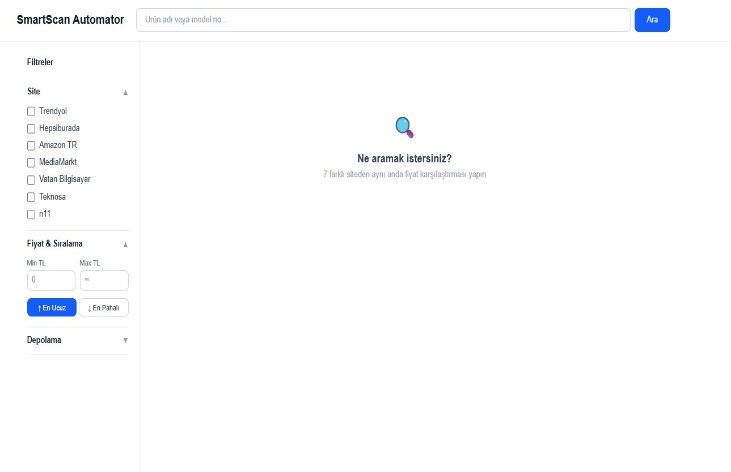 SmartScan Automator
Ürün adı veya model no...
Ara
Filtreler
Site ▲
Trendyol
Hepsiburada
Amazon TR
MediaMarkt
Vatan Bilgisayar
Teknosa
n11
Fiyat & Sıralama ▲
Min TL Max TL
0 ∞
↑ En Ucuz ↓ En Pahalı
Depolama ▼
Ne aramak istersiniz?
7 farklı siteden aynı anda fiyat karşılaştırması yapın